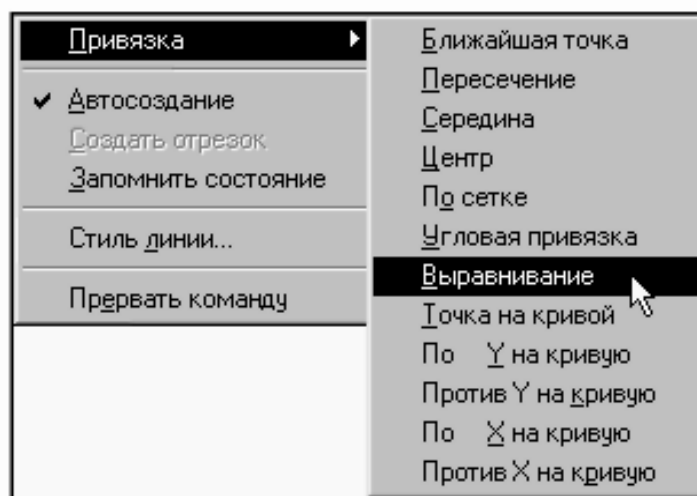 Привязка
Автосоздание
Создать отрезок
Запомнить состояние
Стиль линии...
Прервать команду
Ближайшая точка
Пересечение
Середина
Центр
По сетке
Угловая привязка
Выравнивание
Точка на кривой
По Y на кривую
Против Y на кривую
По X на кривую
Против X на кривую